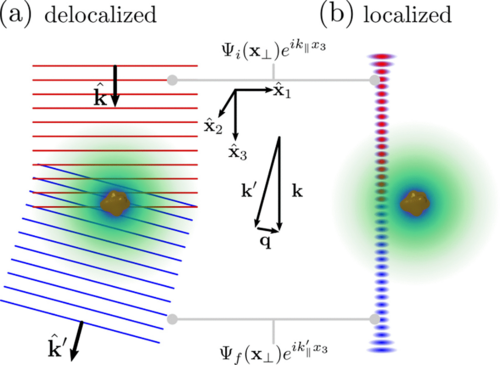 (a) delocalized
(b) localized
Ψ_i(x_⊥)e^{ik_∥x_3}
k̂
x̂_1
x̂_2
x̂_3
k′ k
q
k̂′
Ψ_f(x_⊥)e^{ik′_∥x_3}